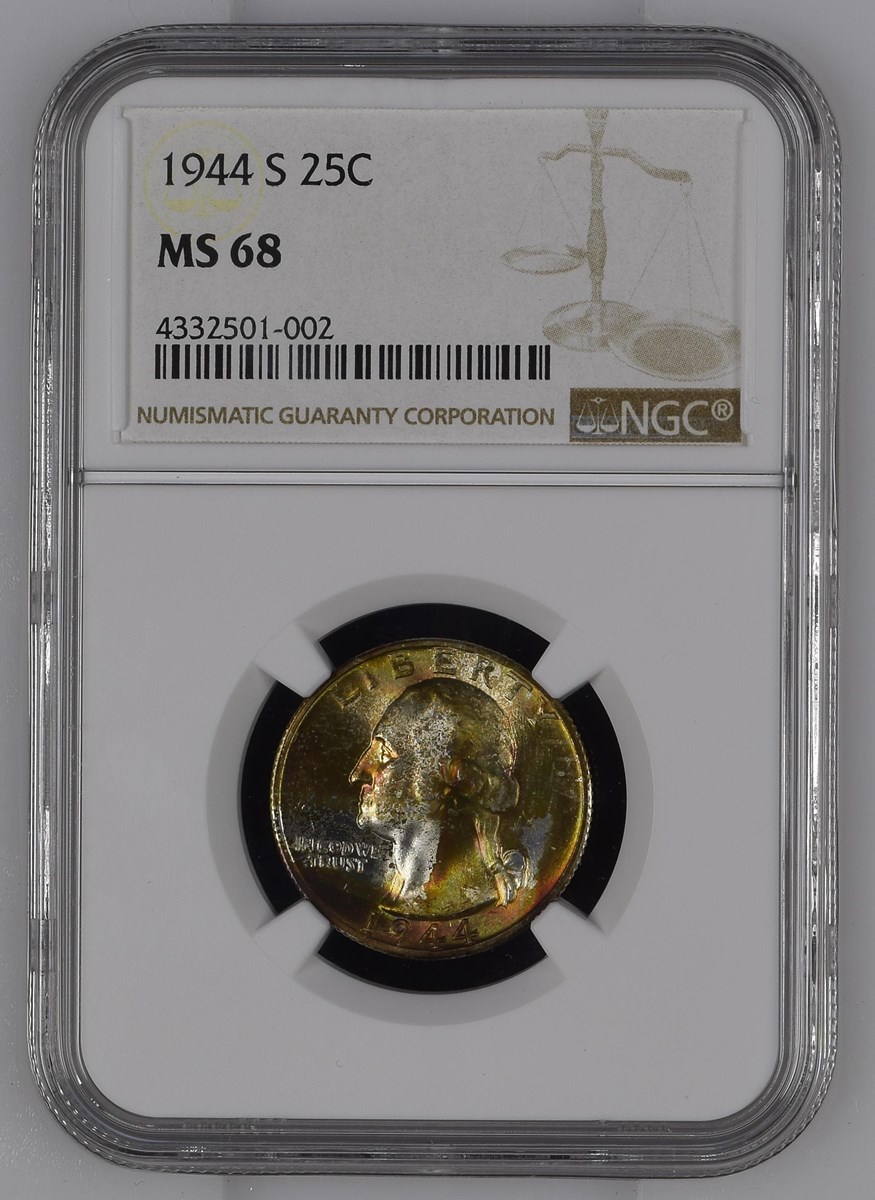 1944 S 25C
MS 68
4332501-002
NUMISMATIC GUARANTY CORPORATION
NGC®
LIBERTY
IN GOD WE
TRUST
1944